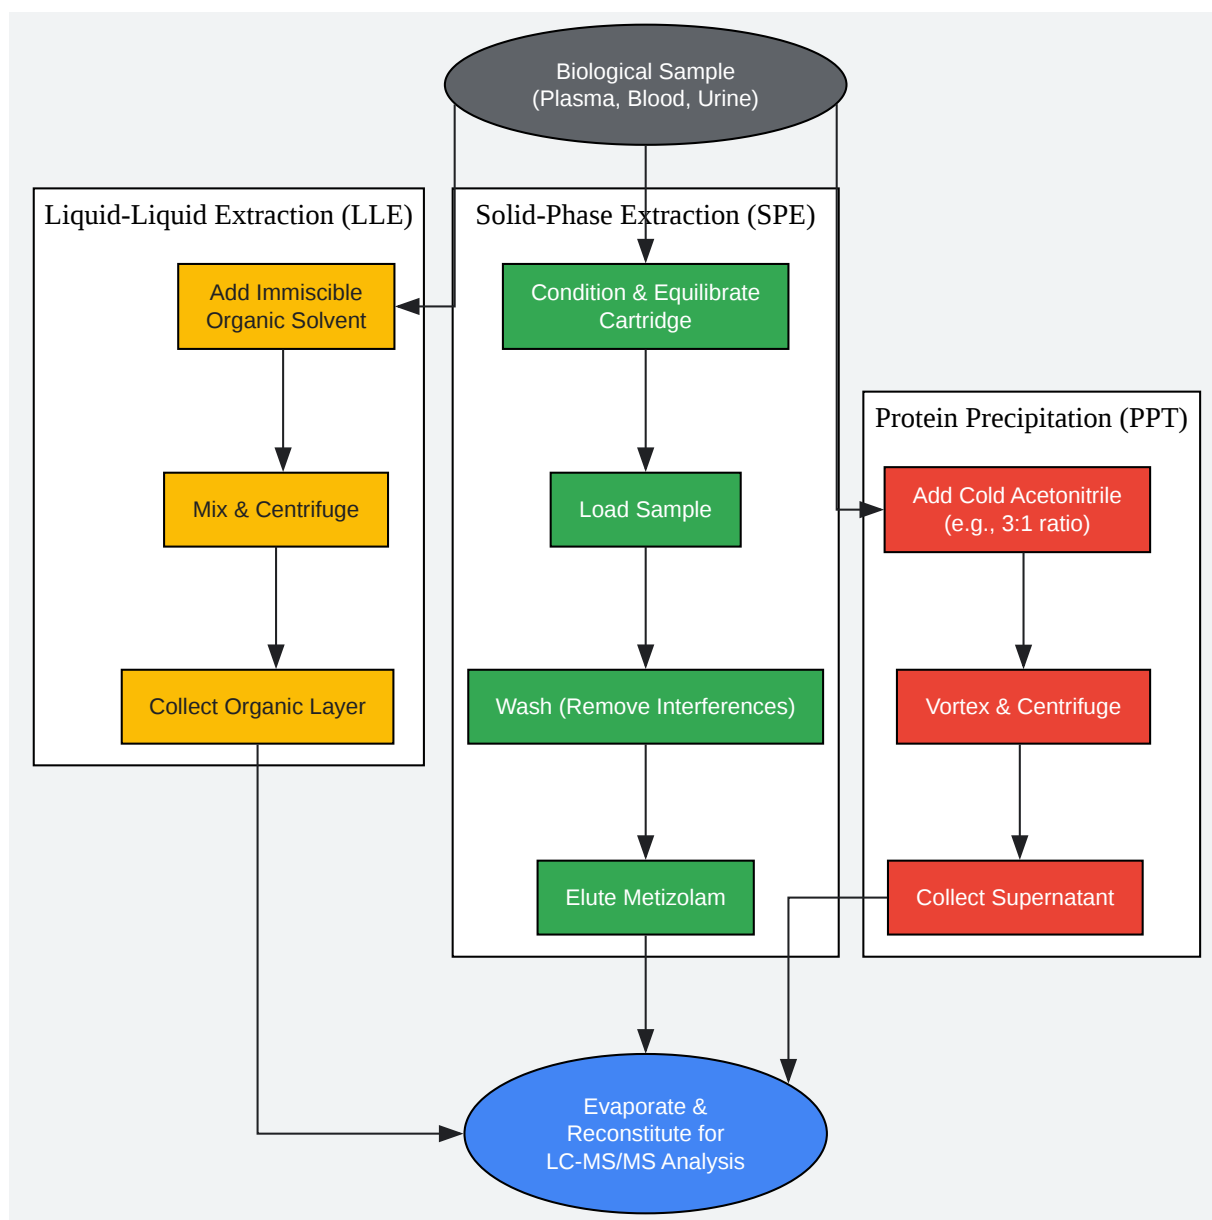 Biological Sample
(Plasma, Blood, Urine)
Liquid-Liquid Extraction (LLE)
Add Immiscible
Organic Solvent
Mix & Centrifuge
Collect Organic Layer
Solid-Phase Extraction (SPE)
Condition & Equilibrate
Cartridge
Load Sample
Wash (Remove Interferences)
Elute Metizolam
Protein Precipitation (PPT)
Add Cold Acetonitrile
(e.g., 3:1 ratio)
Vortex & Centrifuge
Collect Supernatant
Evaporate &
Reconstitute for
LC-MS/MS Analysis